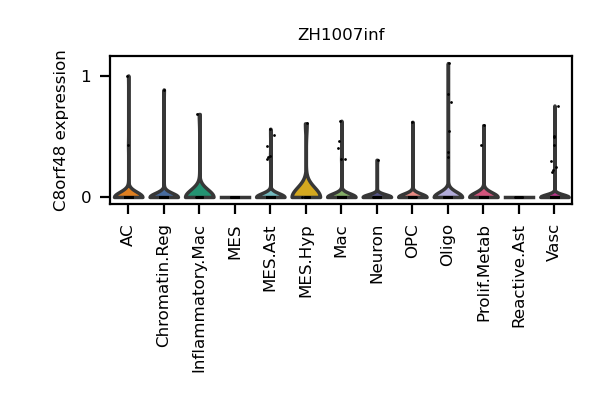 ZH1007inf
C8orf48 expression
1
0
AC
Chromatin.Reg
Inflammatory.Mac
MES
MES.Ast
MES.Hyp
Mac
Neuron
OPC
Oligo
Prolif.Metab
Reactive.Ast
Vasc